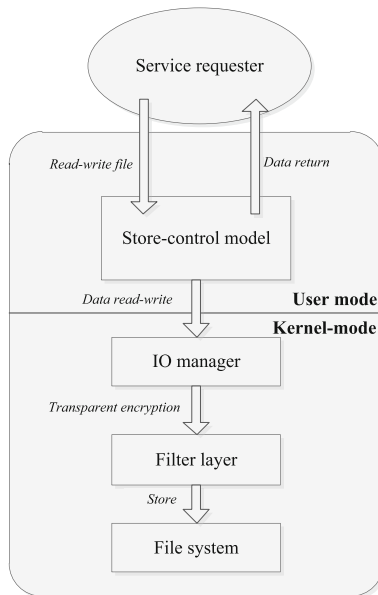 Service requester
Read-write file
Data return
Store-control model
Data read-write
User mode
Kernel-mode
IO manager
Transparent encryption
Filter layer
Store
File system